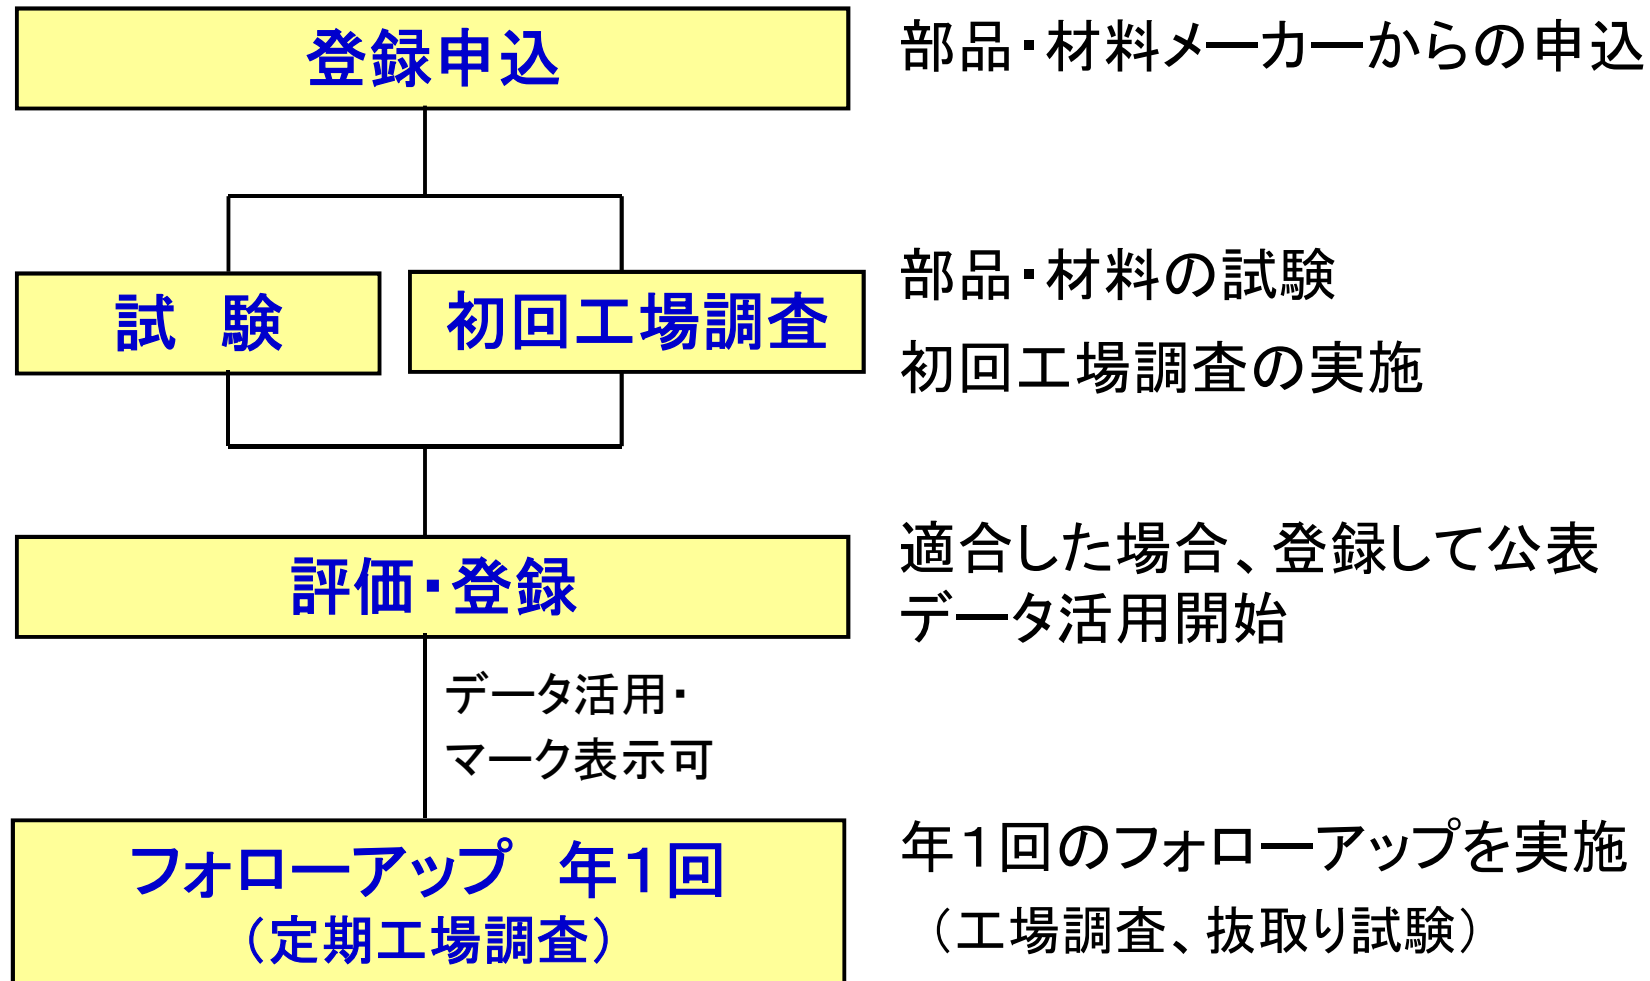 登録申込
部品・材料メーカーからの申込
試　験
初回工場調査
部品・材料の試験
初回工場調査の実施
評価・登録
適合した場合、登録して公表
データ活用開始
データ活用・
マーク表示可
フォローアップ　年１回
（定期工場調査）
年１回のフォローアップを実施
（工場調査、抜取り試験）